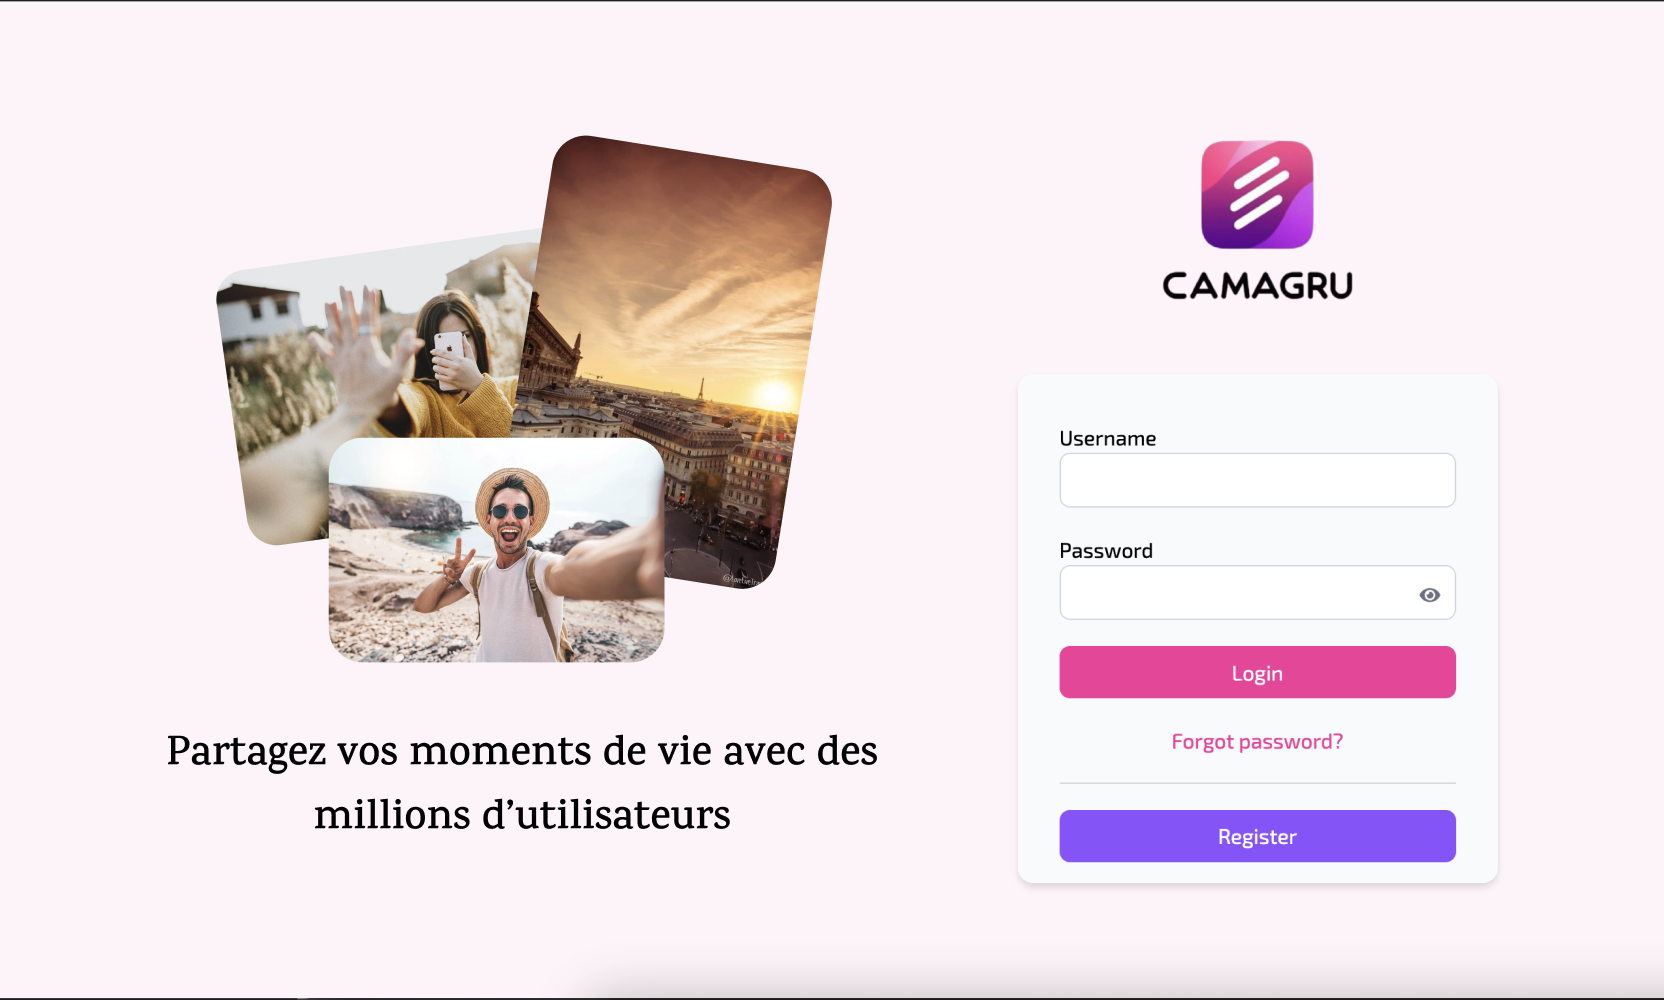 CAMAGRU
Username
Password
Login
Forgot password?
Register
Partagez vos moments de vie avec des
millions d’utilisateurs